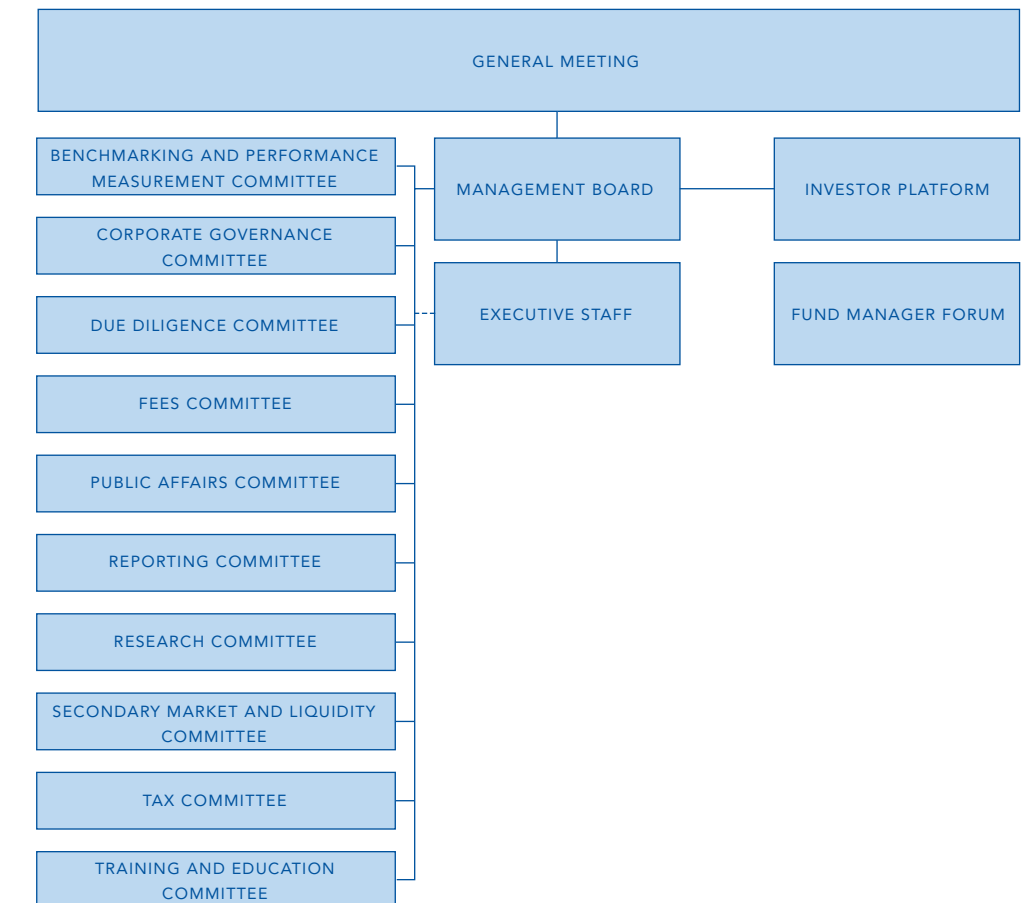 GENERAL MEETING
BENCHMARKING AND PERFORMANCE
MEASUREMENT COMMITTEE
MANAGEMENT BOARD
INVESTOR PLATFORM
CORPORATE GOVERNANCE
COMMITTEE
EXECUTIVE STAFF
FUND MANAGER FORUM
DUE DILIGENCE COMMITTEE
FEES COMMITTEE
PUBLIC AFFAIRS COMMITTEE
REPORTING COMMITTEE
RESEARCH COMMITTEE
SECONDARY MARKET AND LIQUIDITY
COMMITTEE
TAX COMMITTEE
TRAINING AND EDUCATION
COMMITTEE